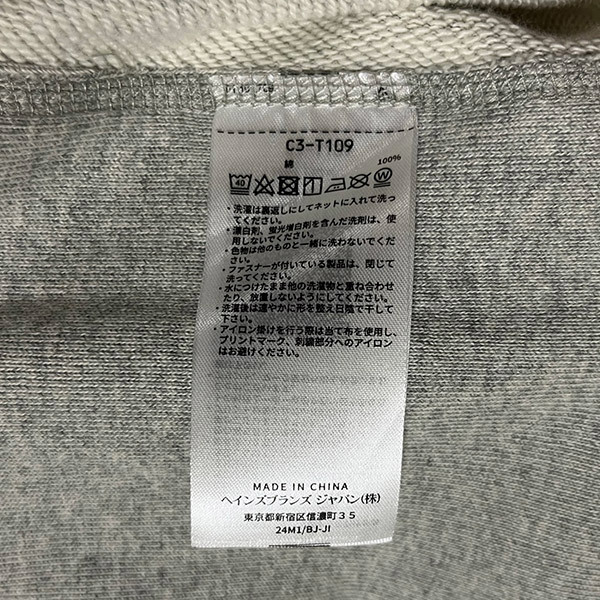 C3-T109
綿 100%
40
・洗濯は裏返しにしてネットに入れて洗っ
てください。
・漂白剤、蛍光増白剤を含んだ洗剤は、使
用しないでください。
・色物は他のものと一緒に洗わないでくだ
さい。
・ファスナーが付いている製品は、閉じて
洗ってください。
・水につけたまま他の洗濯物と重ね合わせ
たり、放置しないようにしてください。
・洗濯後は速やかに形を整え日陰で干して
下さい。
・アイロン掛けを行う際は当て布を使用し、
プリントマーク、刺繍部分へのアイロン
はお避けください。
MADE IN CHINA
ヘインズブランズ ジャパン(株)
東京都新宿区信濃町35
24M1/BJ-JI